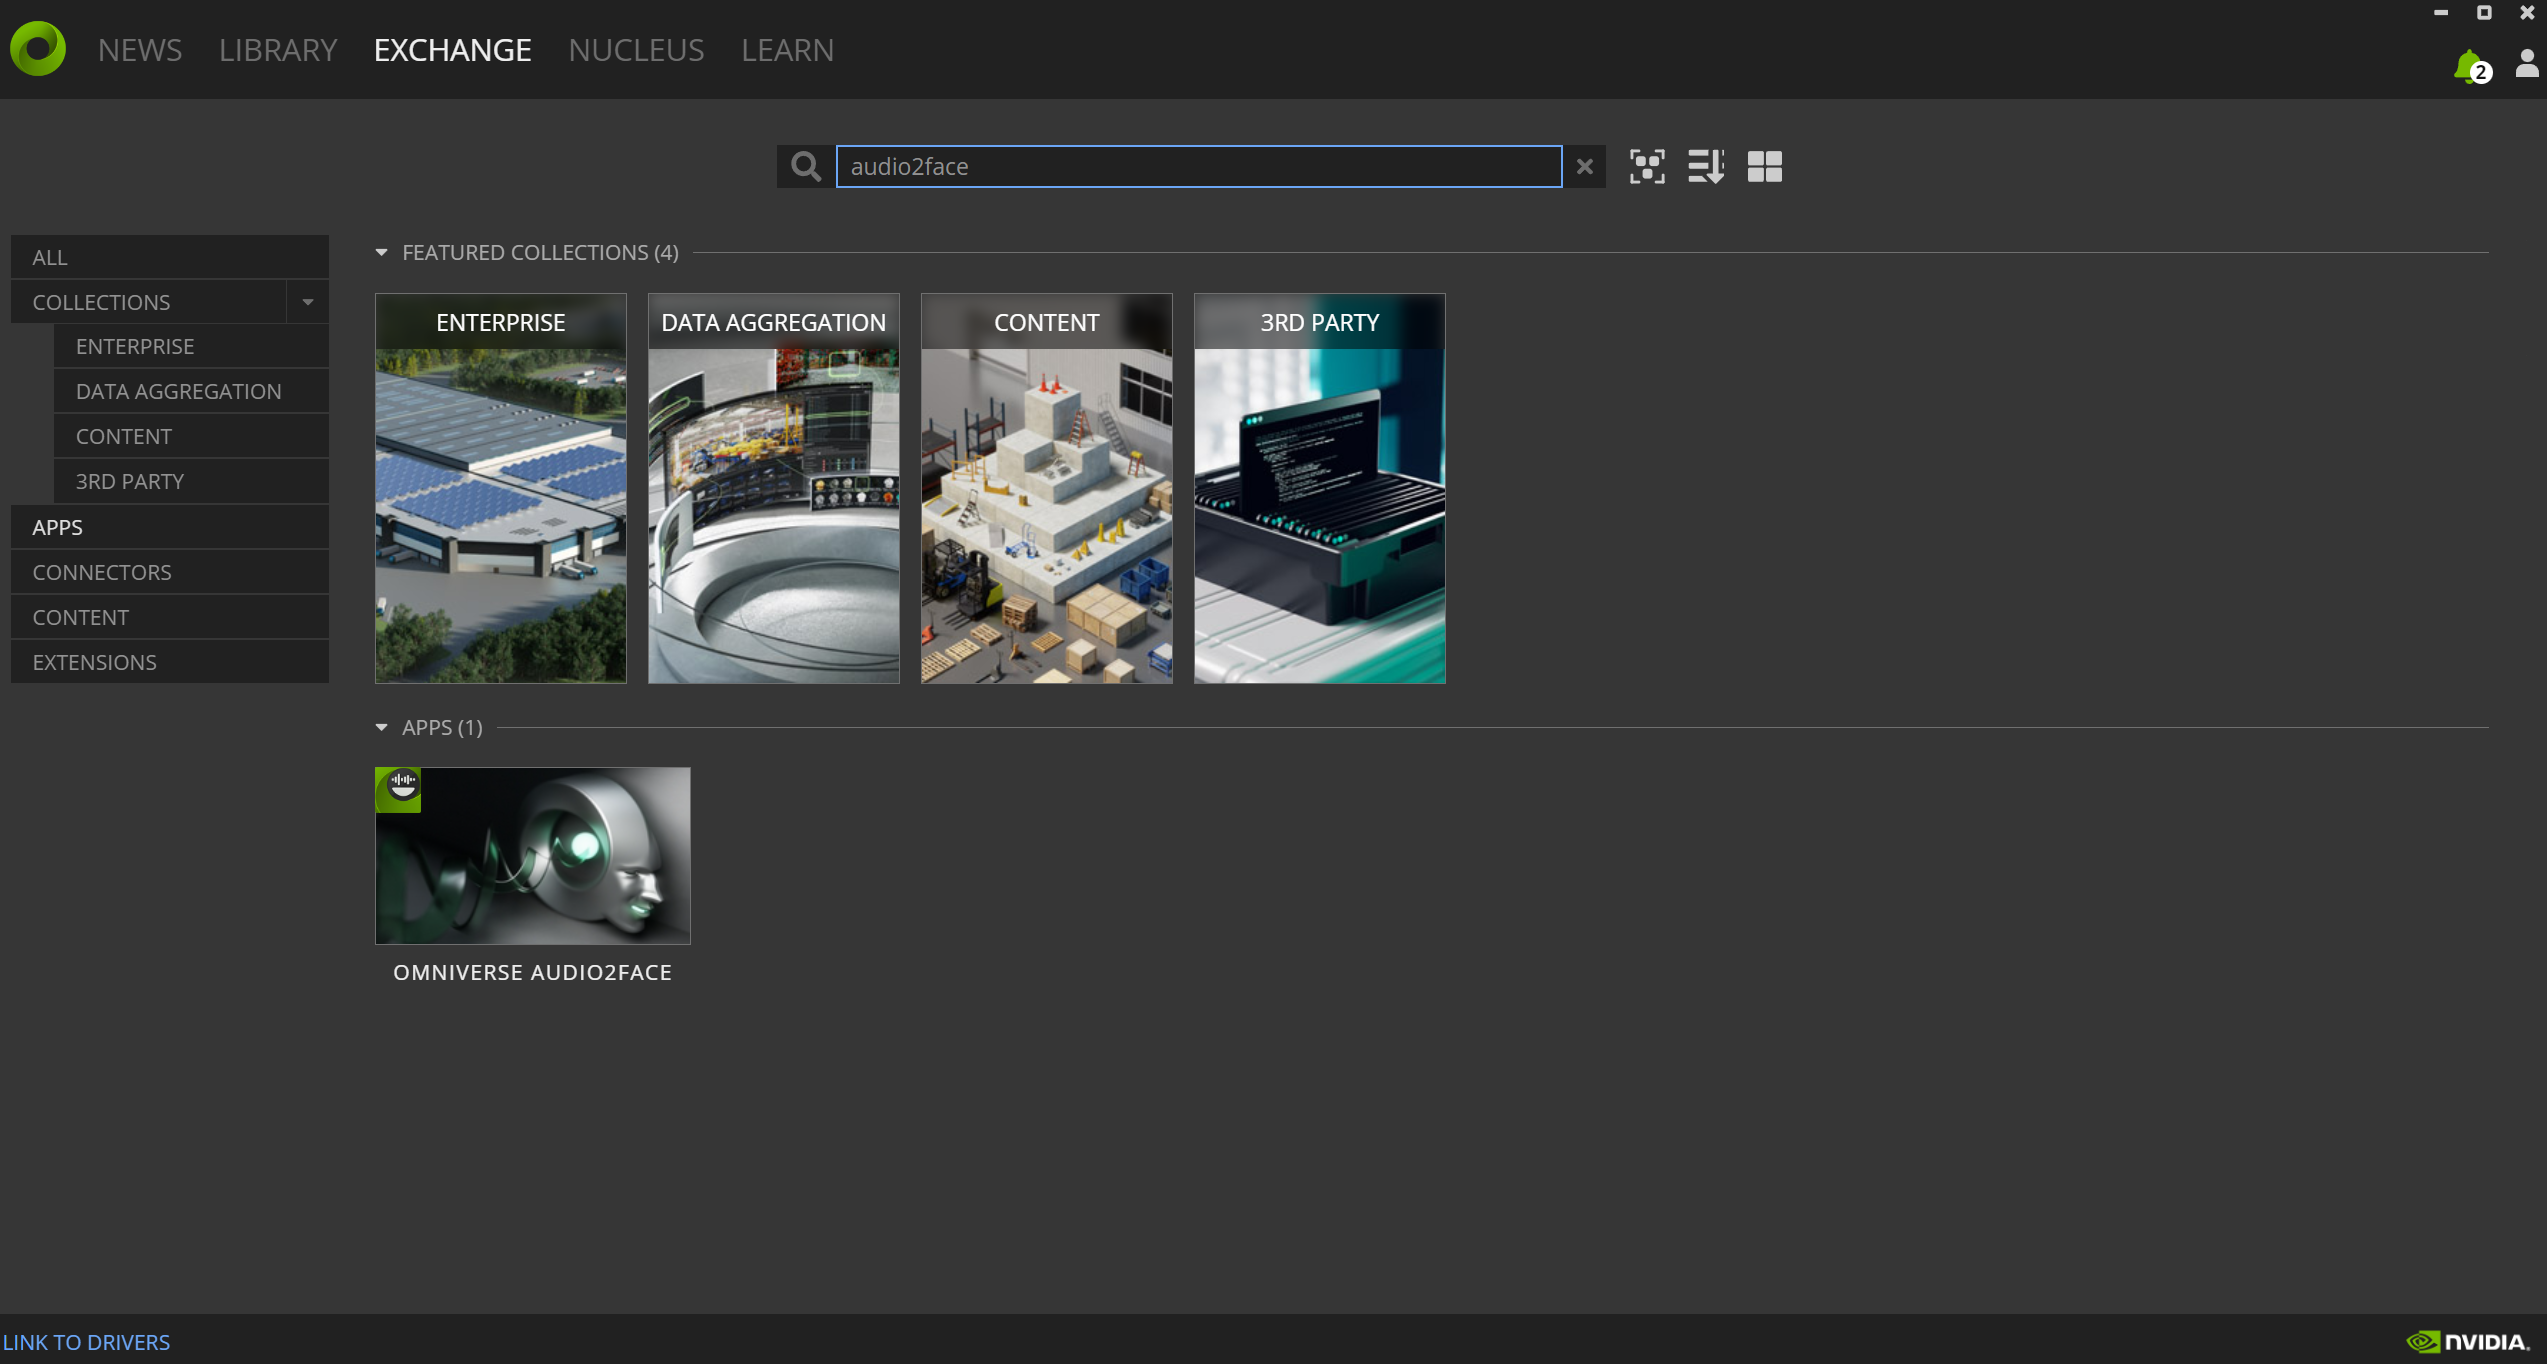 NEWS
LIBRARY
EXCHANGE
NUCLEUS
LEARN
2
audio2face
ALL
COLLECTIONS
ENTERPRISE
DATA AGGREGATION
CONTENT
3RD PARTY
APPS
CONNECTORS
CONTENT
EXTENSIONS
FEATURED COLLECTIONS (4)
ENTERPRISE
DATA AGGREGATION
CONTENT
3RD PARTY
APPS (1)
OMNIVERSE AUDIO2FACE
LINK TO DRIVERS
NVIDIA.